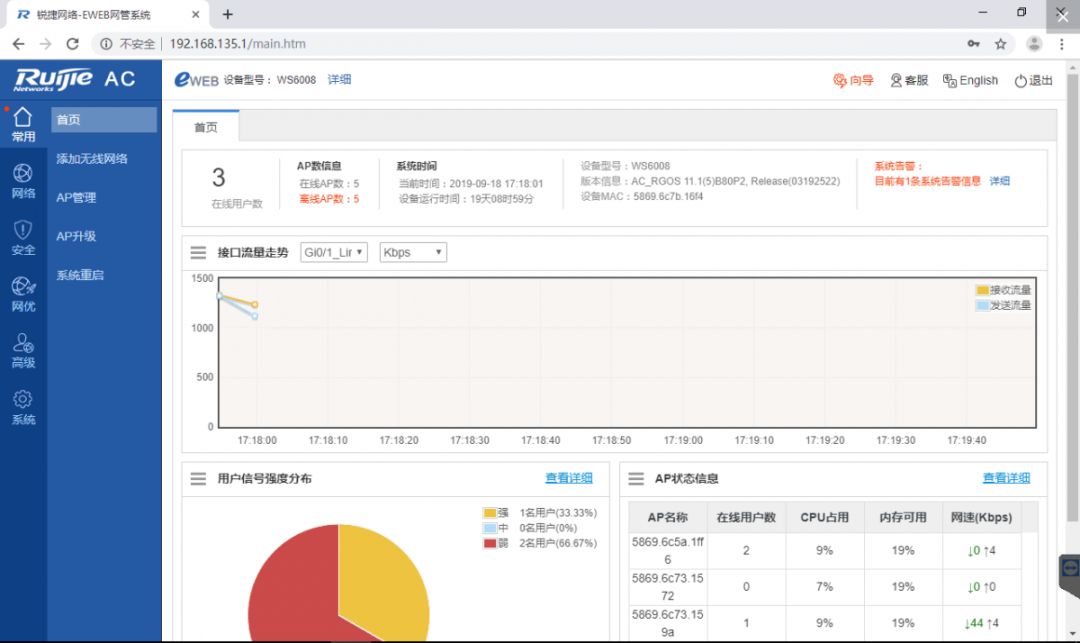 锐捷网络-EWEB网管系统
不安全 192.168.135.1/main.htm
Ruijie Networks AC
eWEB 设备型号: WS6008 详细
向导 客服 English 退出
常用
网络
安全
网优
高级
系统
首页
添加无线网络
AP管理
AP升级
系统重启
首页
3
在线用户数
AP数信息
在线AP数:5
离线AP数:5
系统时间
当前时间:2019-09-18 17:18:01
设备运行时间:19天08时59分
设备型号:WS6008
版本信息:AC_RGOS 11.1(5)B80P2, Release(03192522)
设备MAC:5869.6c7b.16f4
系统告警:
目前有1条系统告警信息 详细
接口流量走势 Gi0/1_Lir Kbps
1500
1000
500
0
接收流量
发送流量
17:18:00 17:18:10 17:18:20 17:18:30 17:18:40 17:18:50 17:19:00 17:19:10 17:19:20 17:19:30 17:19:40
用户信号强度分布 查看详细
强 1名用户(33.33%)
中 0名用户(0%)
弱 2名用户(66.67%)
AP状态信息 查看详细
AP名称 在线用户数 CPU占用 内存可用 网速(Kbps)
5869.6c5a.1ff
6 2 9% 19% ↓0 ↑4
5869.6c73.15
72 0 7% 19% ↓0 ↑0
5869.6c73.15
9a 1 9% 19% ↓44 ↑4